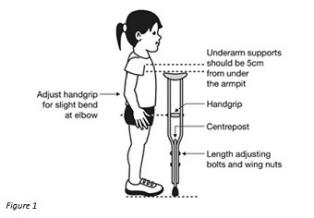 Underarm supports
should be 5cm
from under
the armpit
Adjust handgrip
for slight bend
at elbow
Handgrip
Centrepost
Length adjusting
bolts and wing nuts
Figure 1